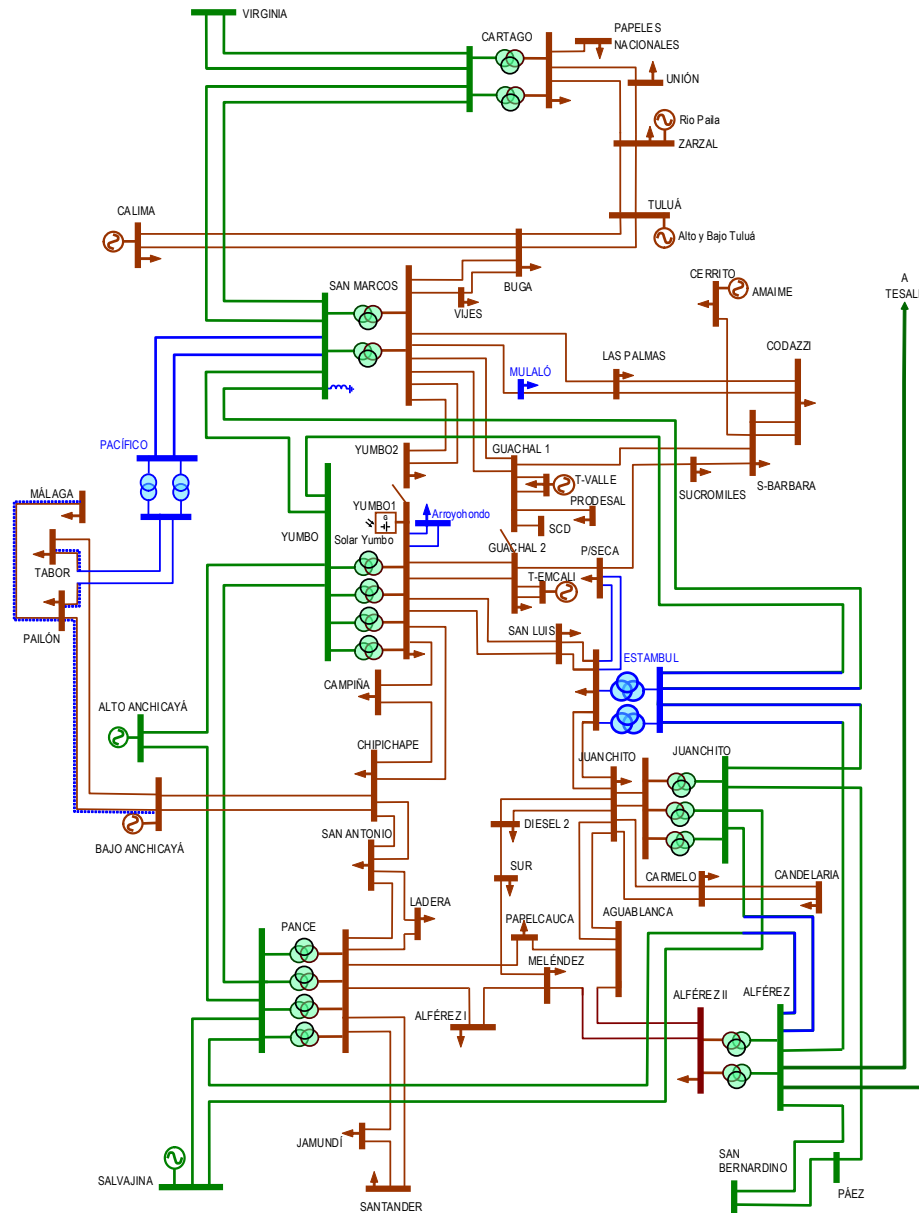 VIRGINIA
CARTAGO
PAPELES
NACIONALES
UNIÓN
Rio Paila
ZARZAL
TULUÁ
Alto y Bajo Tuluá
CALIMA
BUGA
SAN MARCOS
VIJES
CERRITO
AMAIME
A
TESALI
CODAZZI
LAS PALMAS
MULALÓ
PACÍFICO
YUMBO2
GUACHAL 1
T-VALLE
PRODESAL
SCD
SUCROMILES
S-BARBARA
MÁLAGA
TABOR
PAILÓN
YUMBO
YUMBO1
G
Solar Yumbo
Arroyohondo
GUACHAL 2
T-EMCALI
P/SECA
SAN LUIS
ESTAMBUL
CAMPIÑA
ALTO ANCHICAYÁ
CHIPICHAPE
JUANCHITO
JUANCHITO
BAJO ANCHICAYÁ
SAN ANTONIO
DIESEL 2
SUR
CARMELO
CANDELARIA
LADERA
PANCE
PAPELCAUCA
AGUABLANCA
MELÉNDEZ
ALFÉREZ I
ALFÉREZ II
ALFÉREZ
JAMUNDÍ
SALVAJINA
SANTANDER
SAN
BERNARDINO
PÁEZ